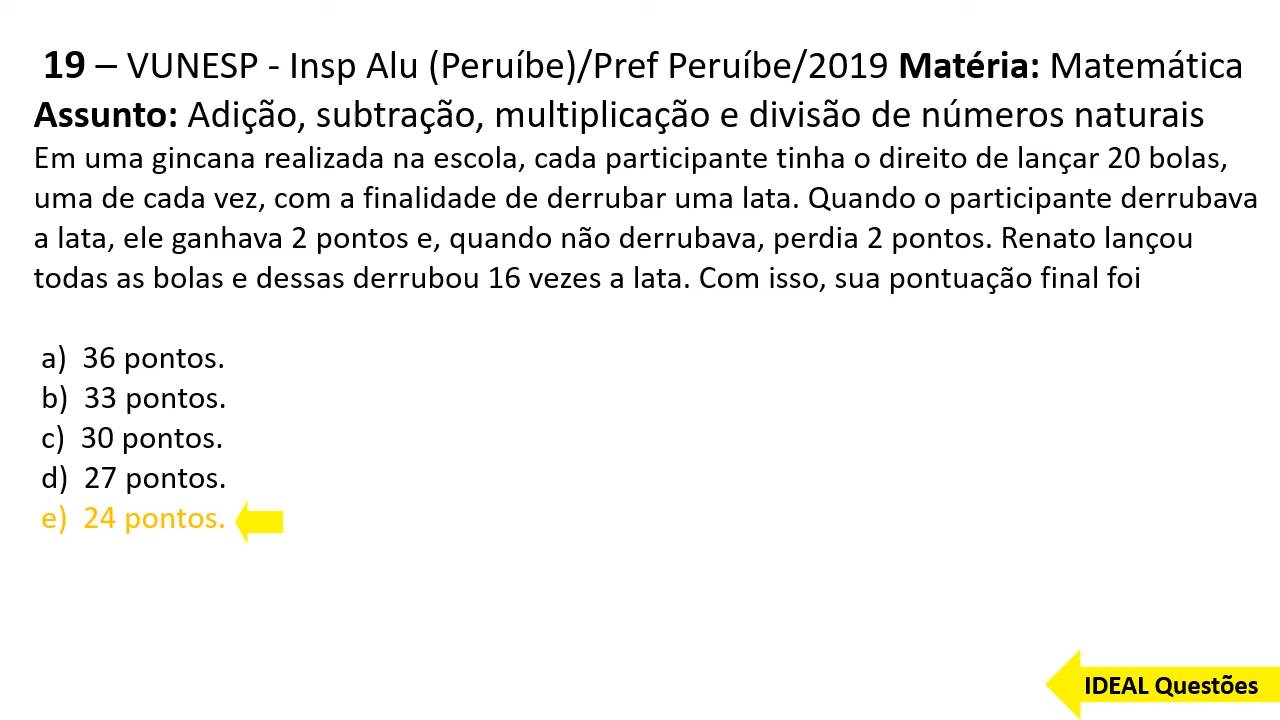 19 – VUNESP - Insp Alu (Peruíbe)/Pref Peruíbe/2019 Matéria: Matemática
Assunto: Adição, subtração, multiplicação e divisão de números naturais
Em uma gincana realizada na escola, cada participante tinha o direito de lançar 20 bolas,
uma de cada vez, com a finalidade de derrubar uma lata. Quando o participante derrubava
a lata, ele ganhava 2 pontos e, quando não derrubava, perdia 2 pontos. Renato lançou
todas as bolas e dessas derrubou 16 vezes a lata. Com isso, sua pontuação final foi
a) 36 pontos.
b) 33 pontos.
c) 30 pontos.
d) 27 pontos.
e) 24 pontos.
IDEAL Questões